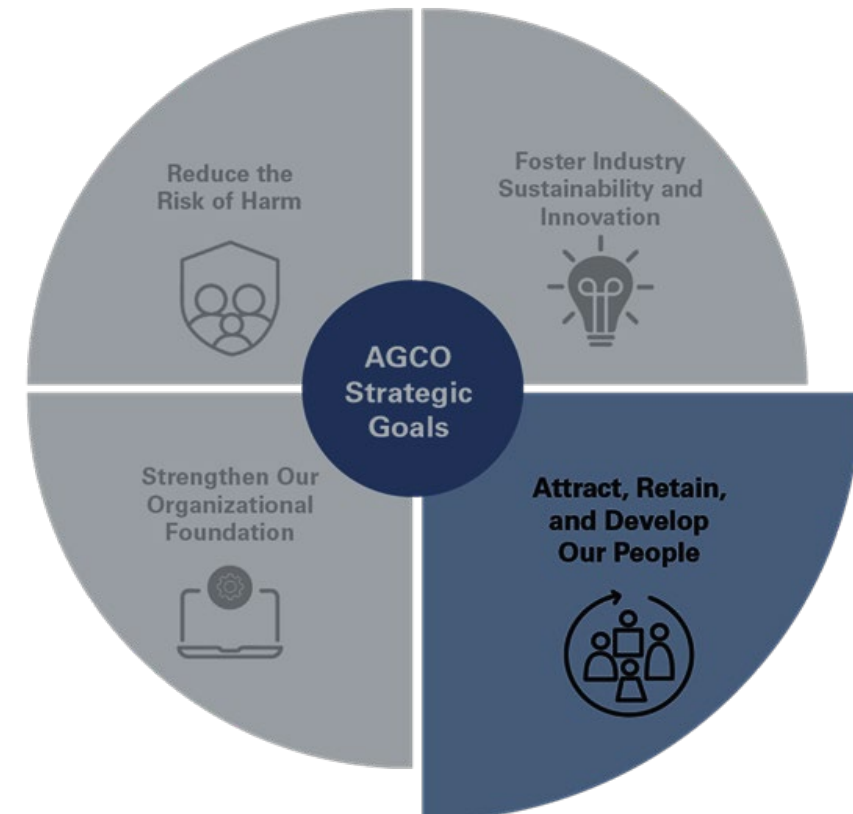 Reduce the
Risk of Harm
Foster Industry
Sustainability and
Innovation
AGCO
Strategic
Goals
Strengthen Our
Organizational
Foundation
Attract, Retain,
and Develop
Our People